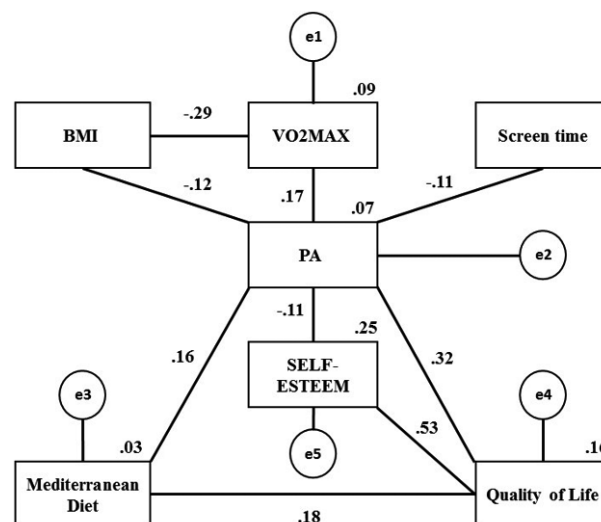 e1
.09
BMI
-.29
VO2MAX
Screen time
-.12
.17
.07
-.11
PA
e2
-.11
.25
.16
SELF-
ESTEEM
.32
e3
e4
e5
.53
.03
.16
Mediterranean
Diet
Quality of Life
.18